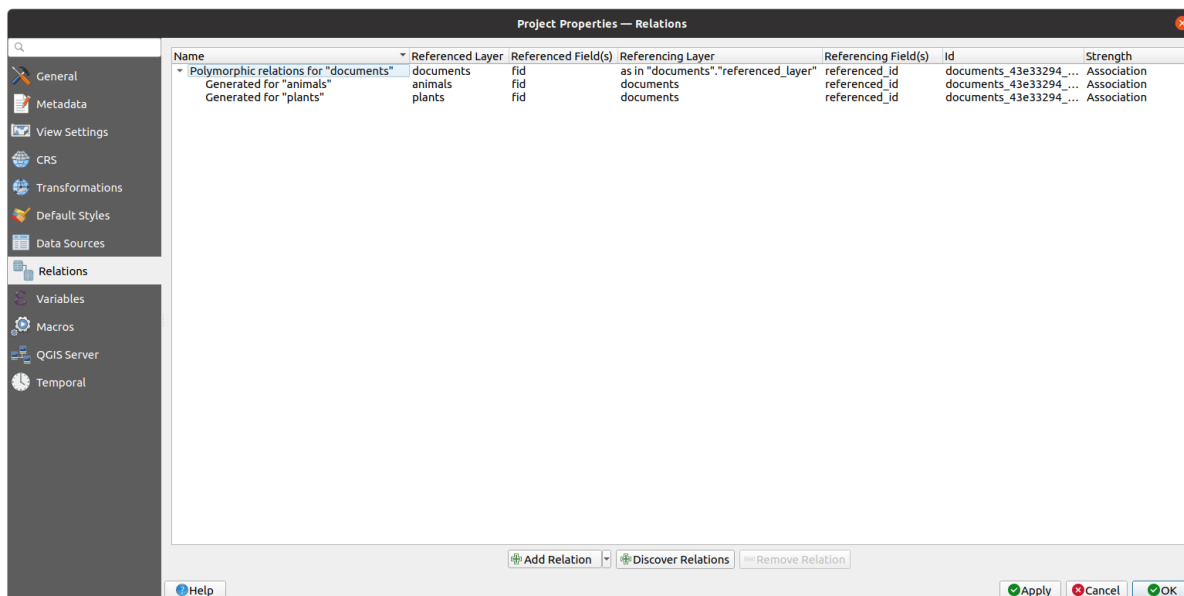 Project Properties — Relations
General
Metadata
View Settings
CRS
Transformations
Default Styles
Data Sources
Relations
Variables
Macros
QGIS Server
Temporal
Name Referenced Layer Referenced Field(s) Referencing Layer Referencing Field(s) Id Strength
Polymorphic relations for "documents" documents fid as in "documents"."referenced_layer" referenced_id documents_43e33294_... Association
Generated for "animals" animals fid documents referenced_id documents_43e33294_... Association
Generated for "plants" plants fid documents referenced_id documents_43e33294_... Association
Add Relation Discover Relations Remove Relation
Help Apply Cancel OK